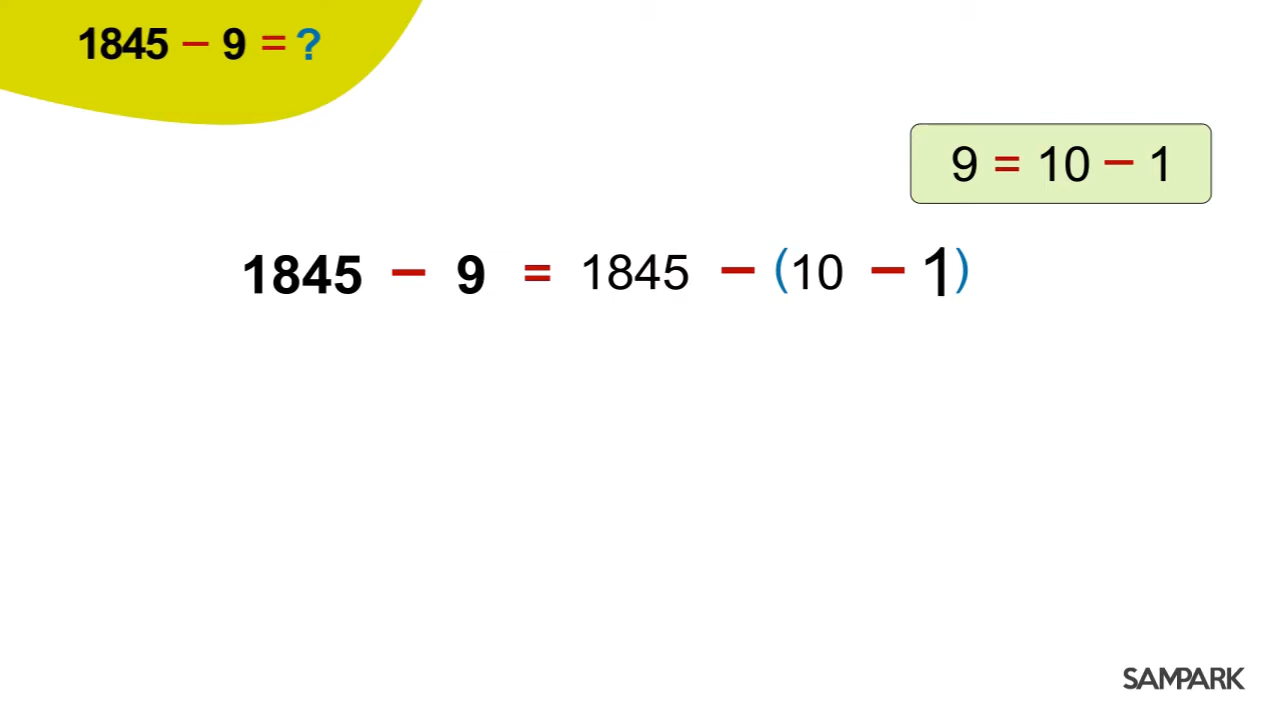 1845 − 9 = ?
9 = 10 − 1
1845 − 9 = 1845 − (10 − 1)
SAMPARK